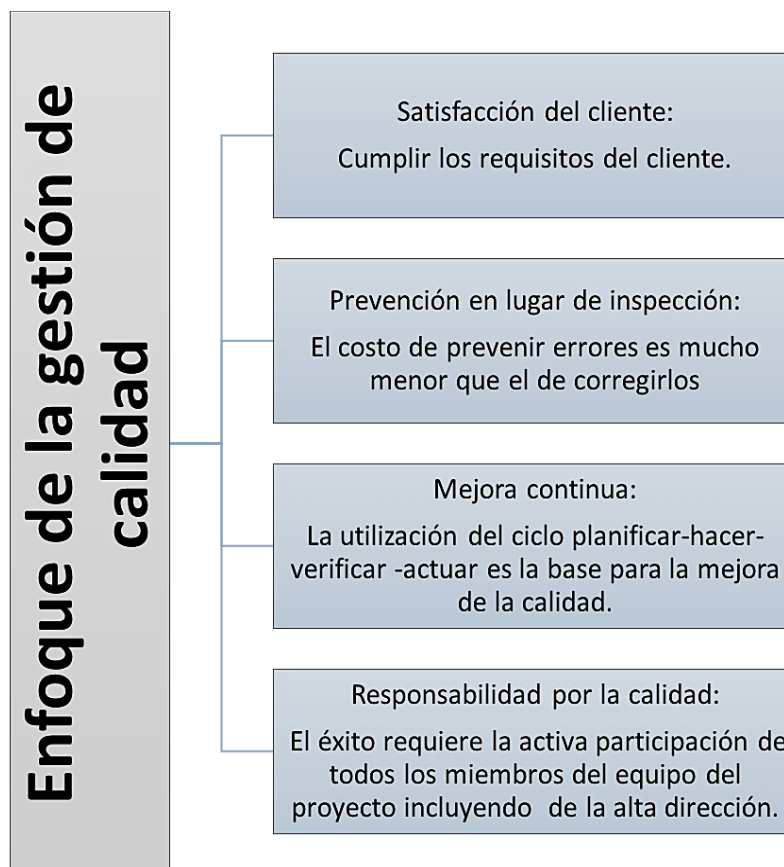 Enfoque de la gestión de
calidad
Satisfacción del cliente:
Cumplir los requisitos del cliente.
Prevención en lugar de inspección:
El costo de prevenir errores es mucho
menor que el de corregirlos
Mejora continua:
La utilización del ciclo planificar-hacer-
verificar -actuar es la base para la mejora
de la calidad.
Responsabilidad por la calidad:
El éxito requiere la activa participación de
todos los miembros del equipo del
proyecto incluyendo  de la alta dirección.